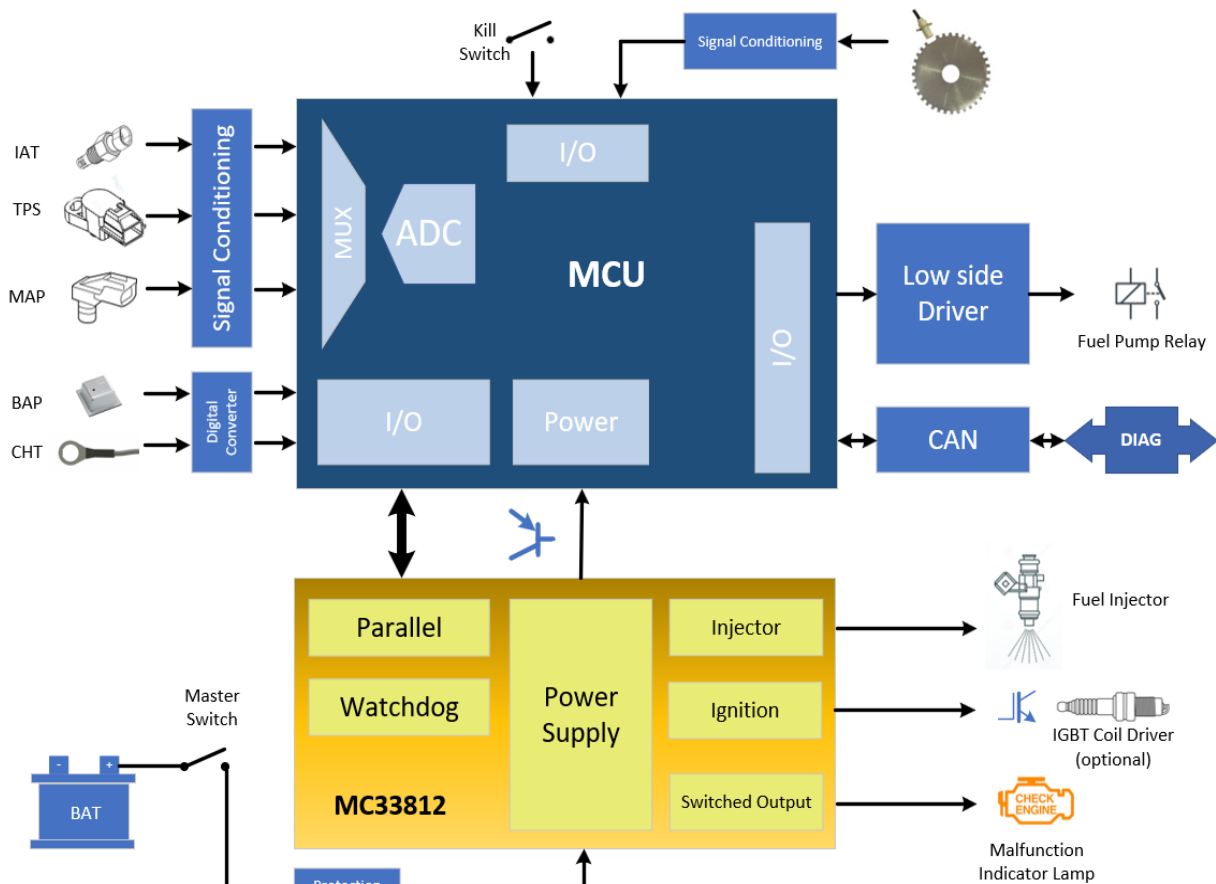 Kill
Switch
Signal Conditioning
IAT
TPS
MAP
BAP
CHT
Signal Conditioning
Digital
Converter
MUX
ADC
I/O
MCU
I/O
I/O
Power
Low side
Driver
Fuel Pump Relay
CAN
DIAG
Parallel
Watchdog
MC33812
Power
Supply
Injector
Ignition
Switched Output
Fuel Injector
IGBT Coil Driver
(optional)
CHECK
ENGINE
Malfunction
Indicator Lamp
Master
Switch
- +
BAT
Protection